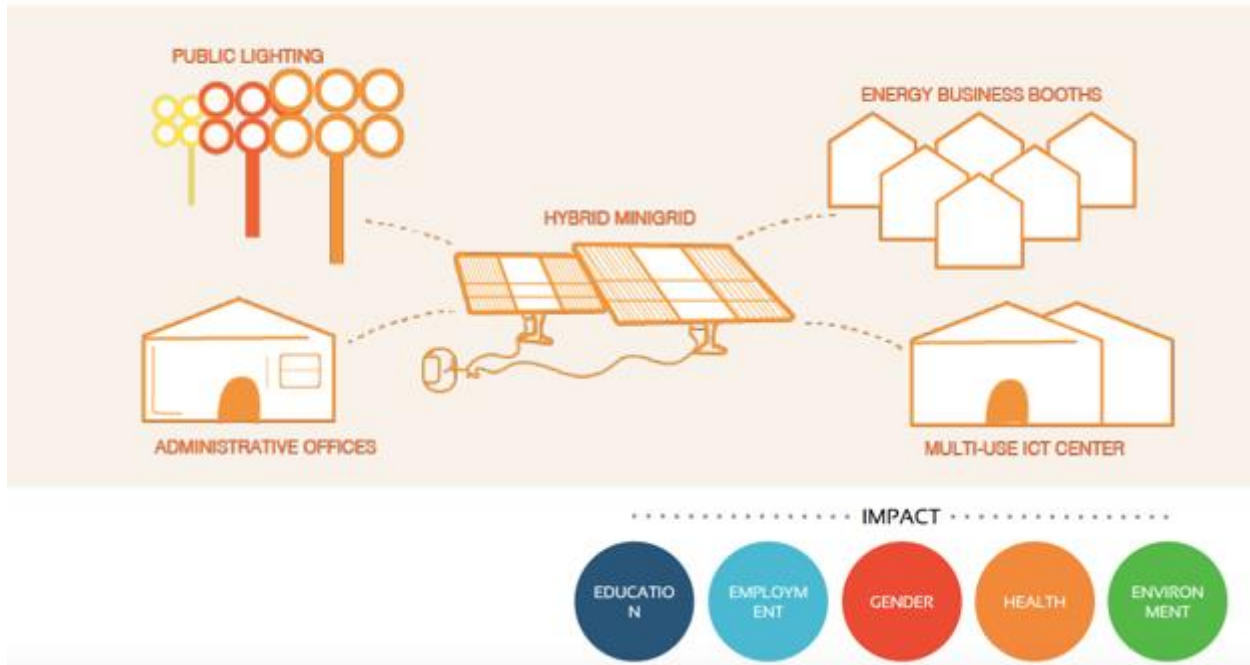 PUBLIC LIGHTING
ENERGY BUSINESS BOOTHS
HYBRID MINIGRID
ADMINISTRATIVE OFFICES
MULTI-USE ICT CENTER
IMPACT
EDUCATIO
N
EMPLOYM
ENT
GENDER
HEALTH
ENVIRON
MENT